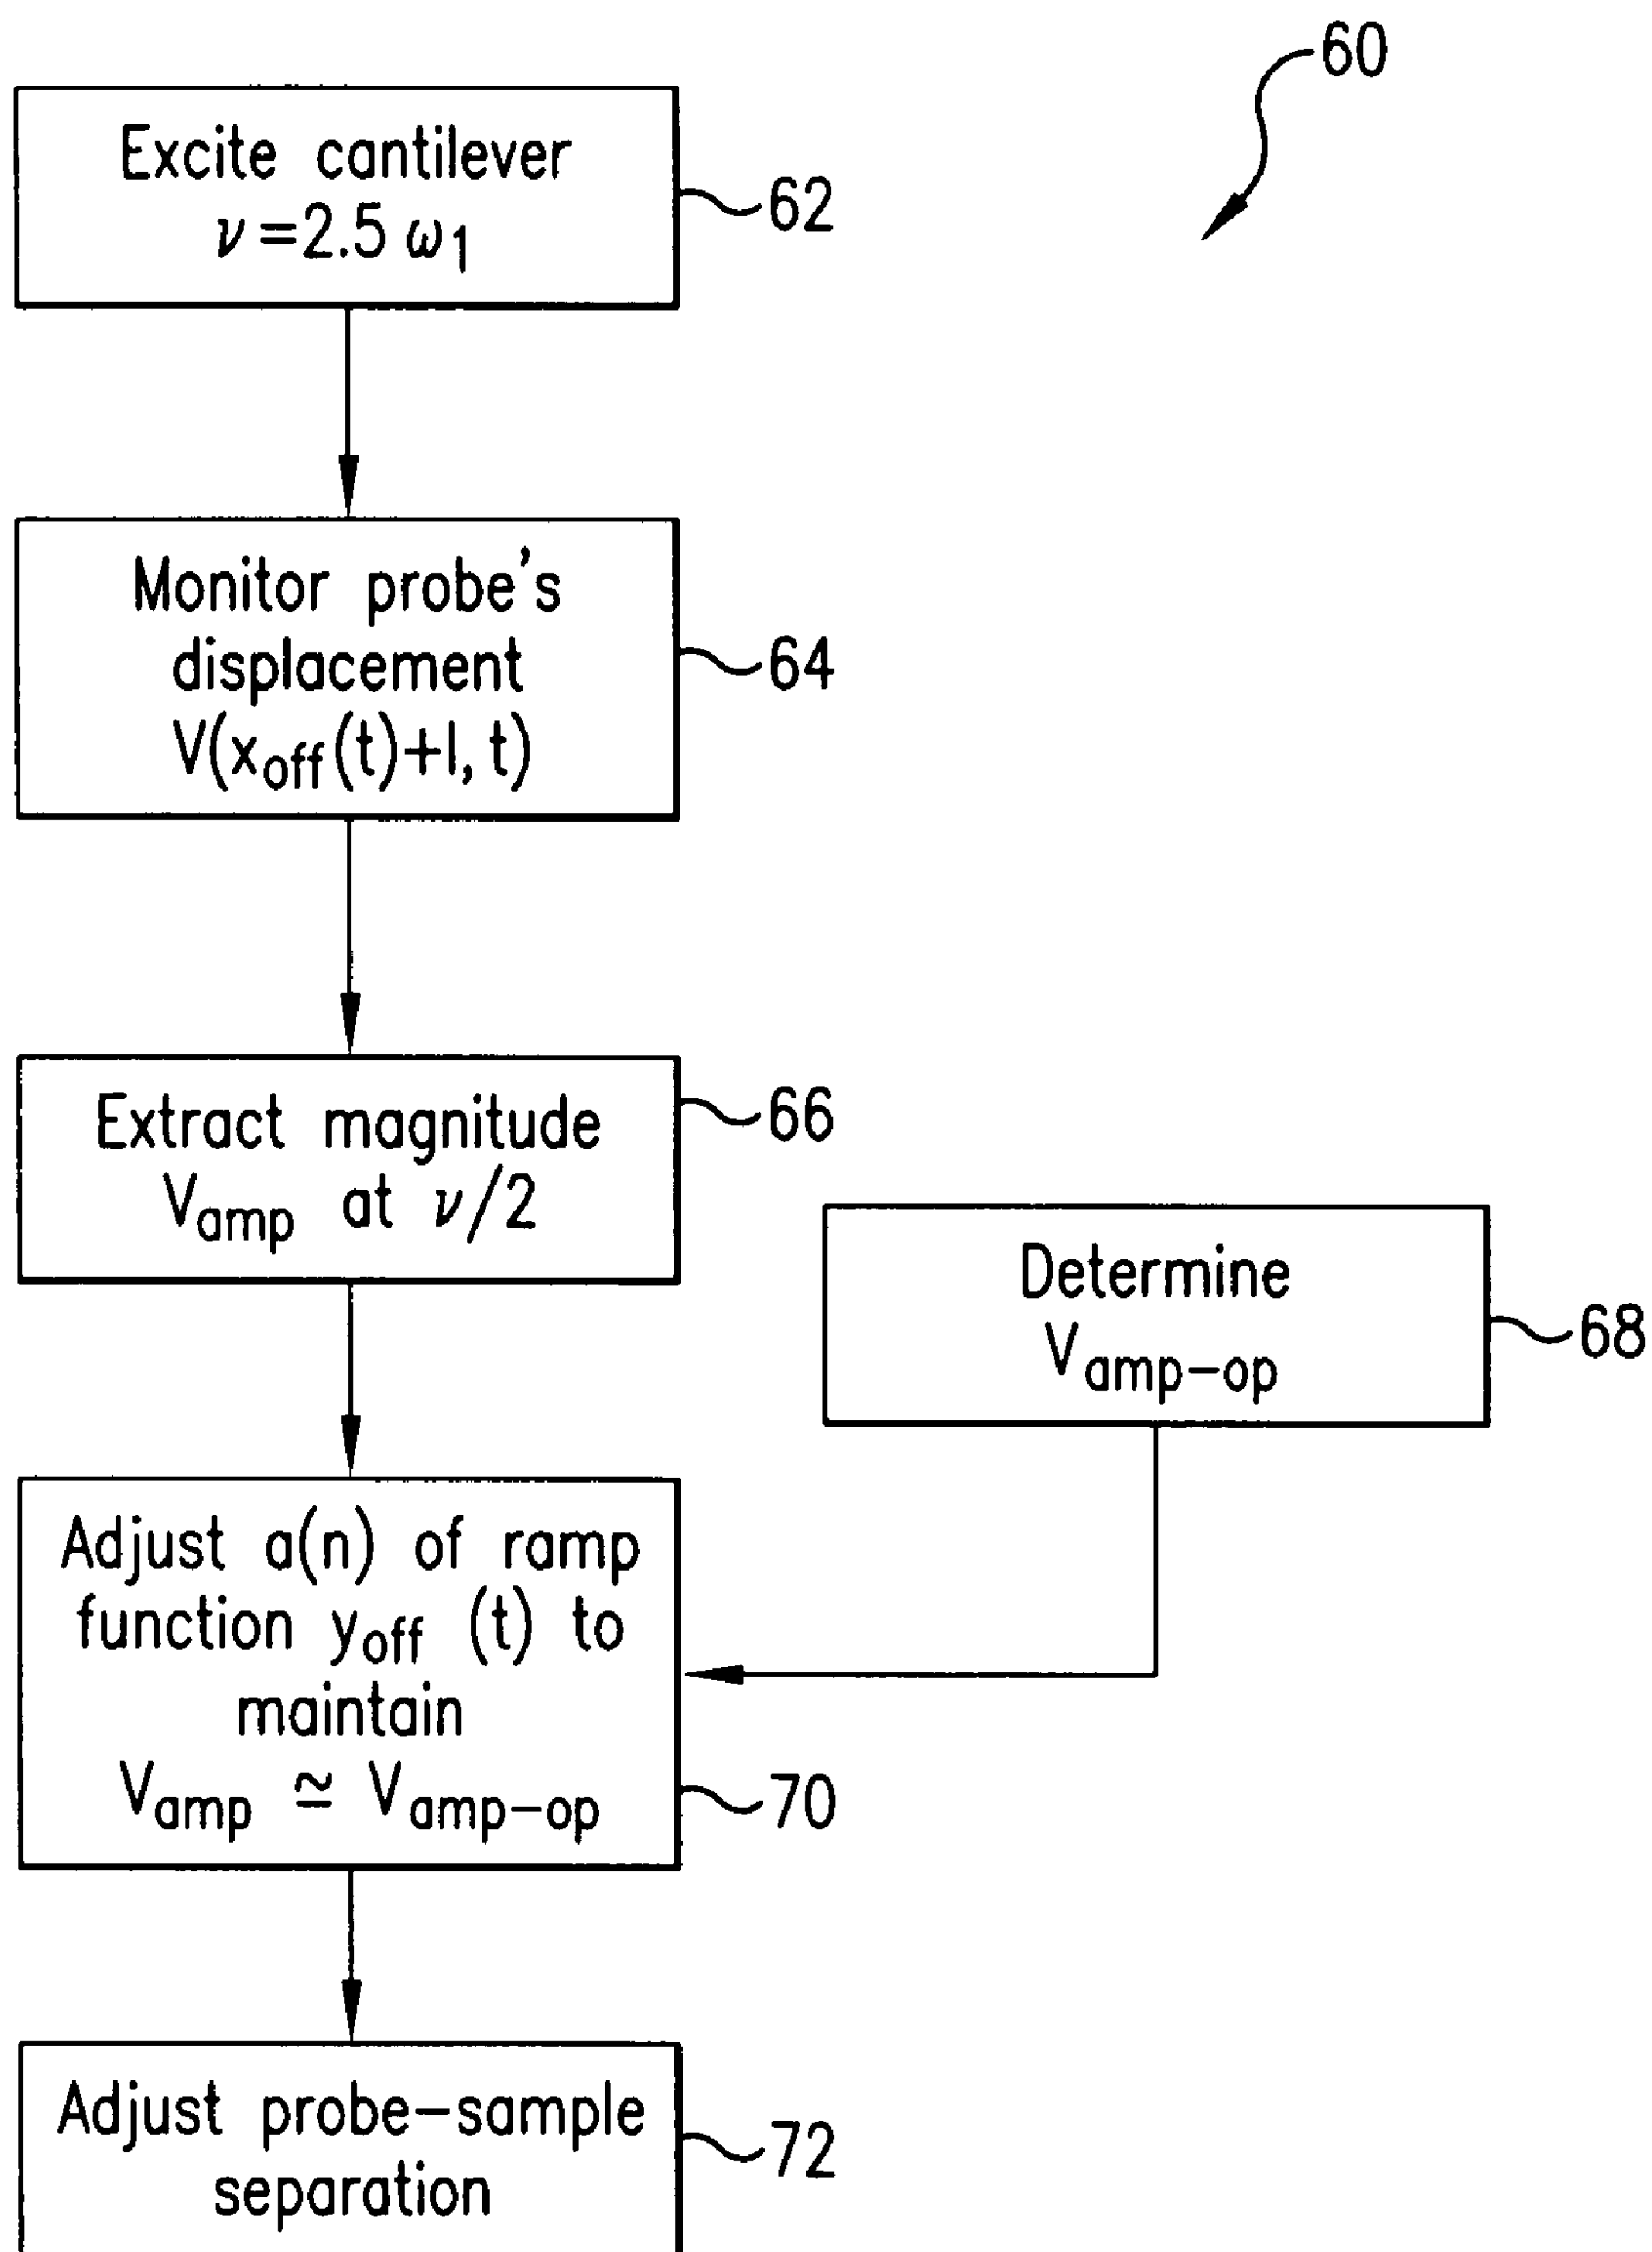 60
Excite cantilever
ν=2.5 ω1
62
Monitor probe's
displacement
V(xoff(t)+l, t)
64
Extract magnitude
Vamp at ν/2
66
Determine
Vamp-op
68
Adjust a(n) of ramp
function yoff (t) to
maintain
Vamp ≃ Vamp-op
70
Adjust probe-sample
separation
72